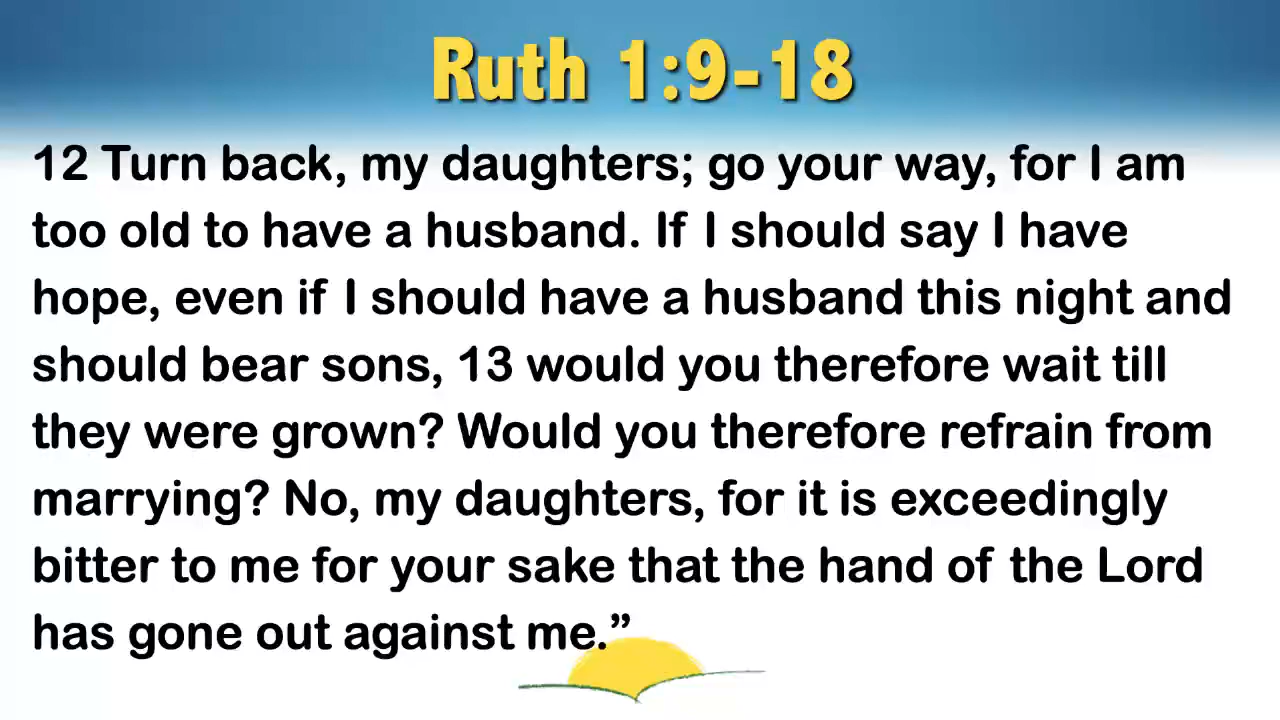 Ruth 1:9-18
12 Turn back, my daughters; go your way, for I am
too old to have a husband. If I should say I have
hope, even if I should have a husband this night and
should bear sons, 13 would you therefore wait till
they were grown? Would you therefore refrain from
marrying? No, my daughters, for it is exceedingly
bitter to me for your sake that the hand of the Lord
has gone out against me.”